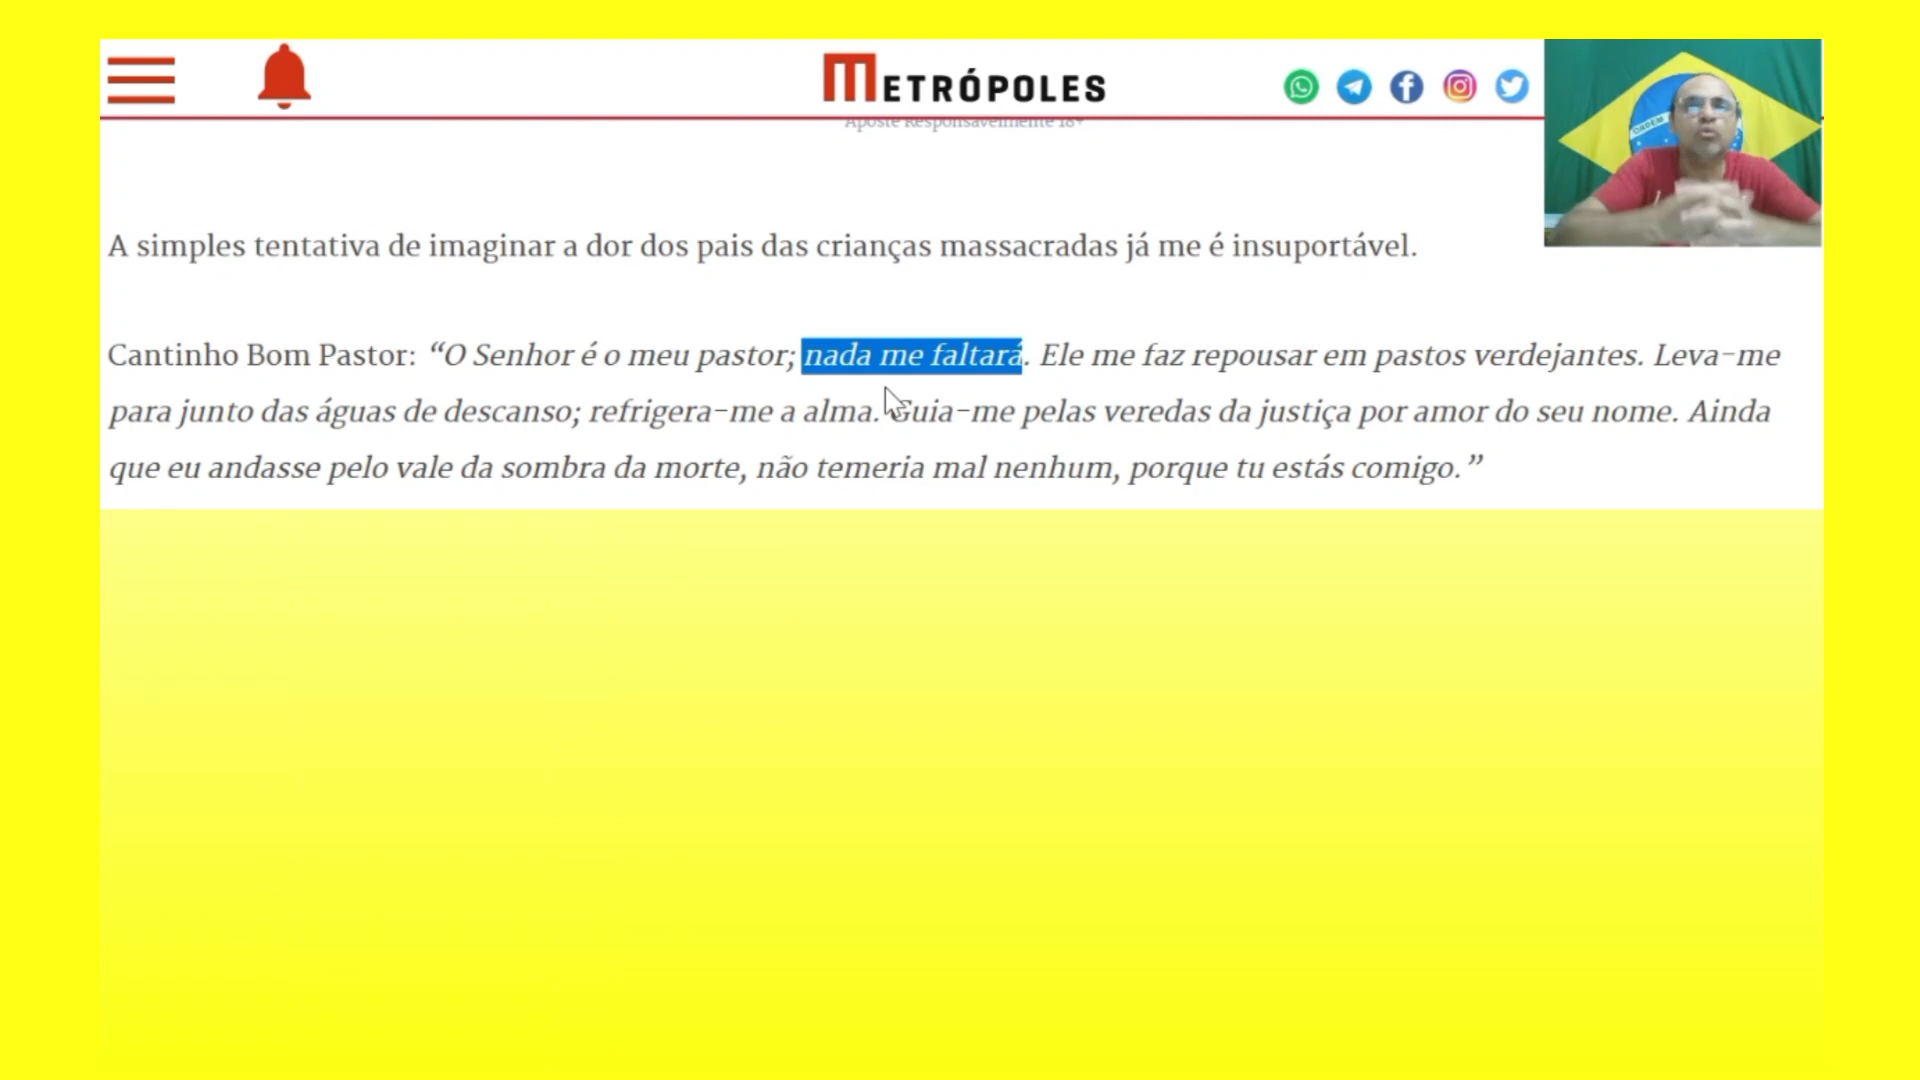 METRÓPOLES
Aposte Responsavelmente 18+
ORDEM
A simples tentativa de imaginar a dor dos pais das crianças massacradas já me é insuportável.
Cantinho Bom Pastor: “O Senhor é o meu pastor; nada me faltará. Ele me faz repousar em pastos verdejantes. Leva-me
para junto das águas de descanso; refrigera-me a alma. Guia-me pelas veredas da justiça por amor do seu nome. Ainda
que eu andasse pelo vale da sombra da morte, não temeria mal nenhum, porque tu estás comigo.”